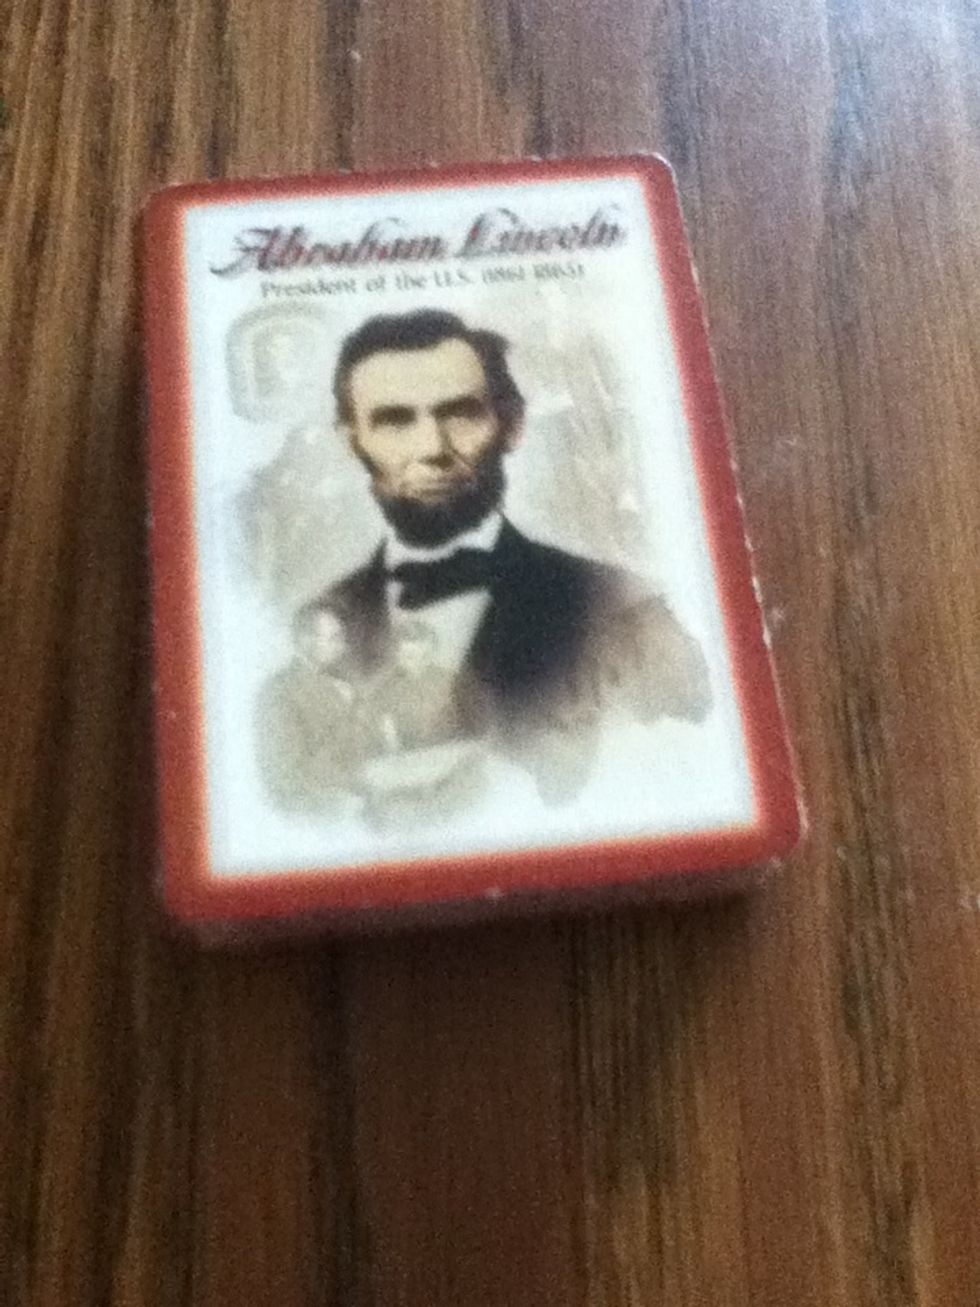 Abraham Lincoln
President of the U.S. (1861-1865)